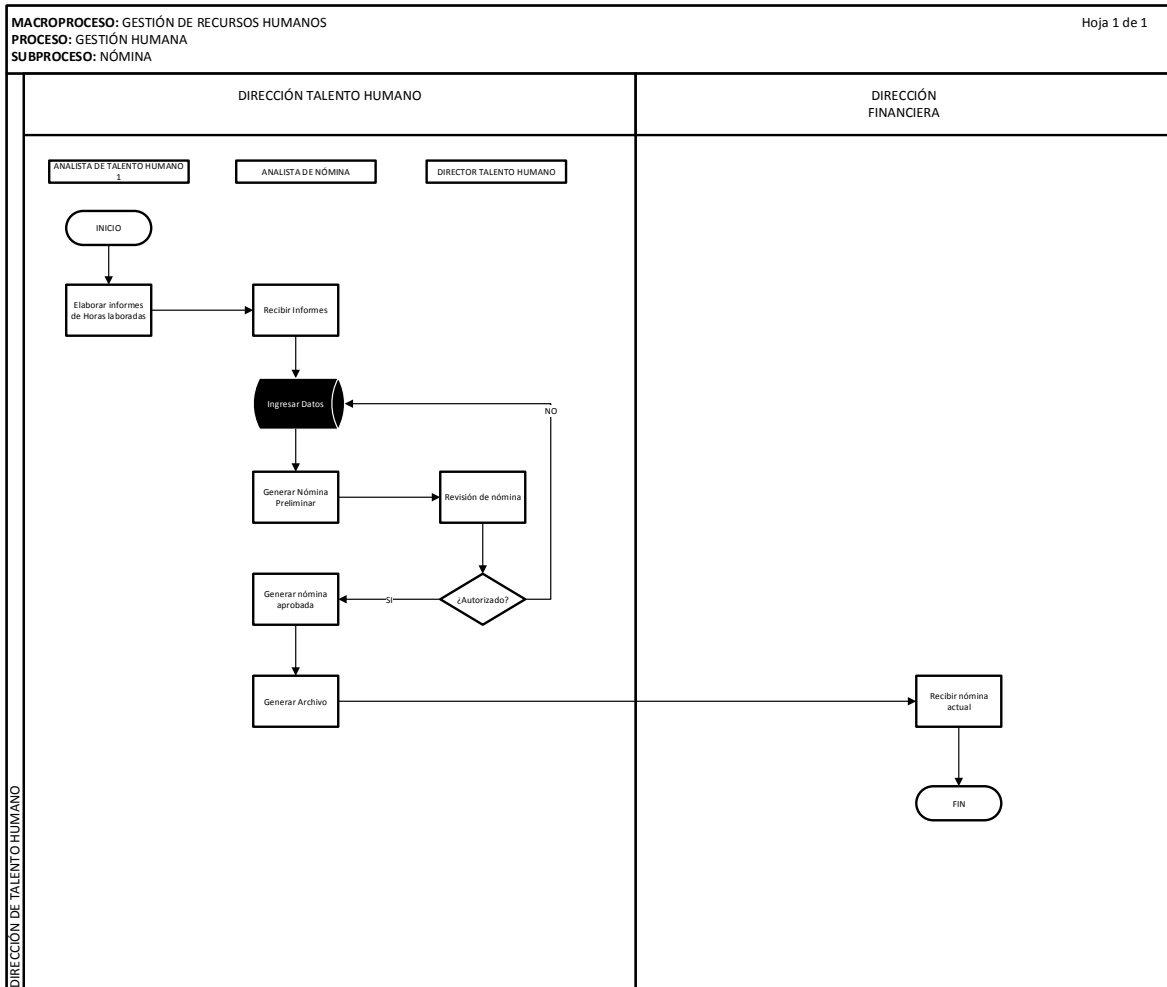 MACROPROCESO: GESTIÓN DE RECURSOS HUMANOS
Hoja 1 de 1
PROCESO: GESTIÓN HUMANA
SUBPROCESO: NÓMINA
DIRECCIÓN TALENTO HUMANO
DIRECCIÓN
FINANCIERA
ANALISTA DE TALENTO HUMANO
1
ANALISTA DE NÓMINA
DIRECTOR TALENTO HUMANO
INICIO
Elaborar informes
de Horas laboradas
Recibir Informes
Ingresar Datos
NO
Generar Nómina
Preliminar
Revisión de nómina
Generar nómina
aprobada
SI
¿Autorizado?
Generar Archivo
Recibir nómina
actual
FIN
DIRECCIÓN DE TALENTO HUMANO